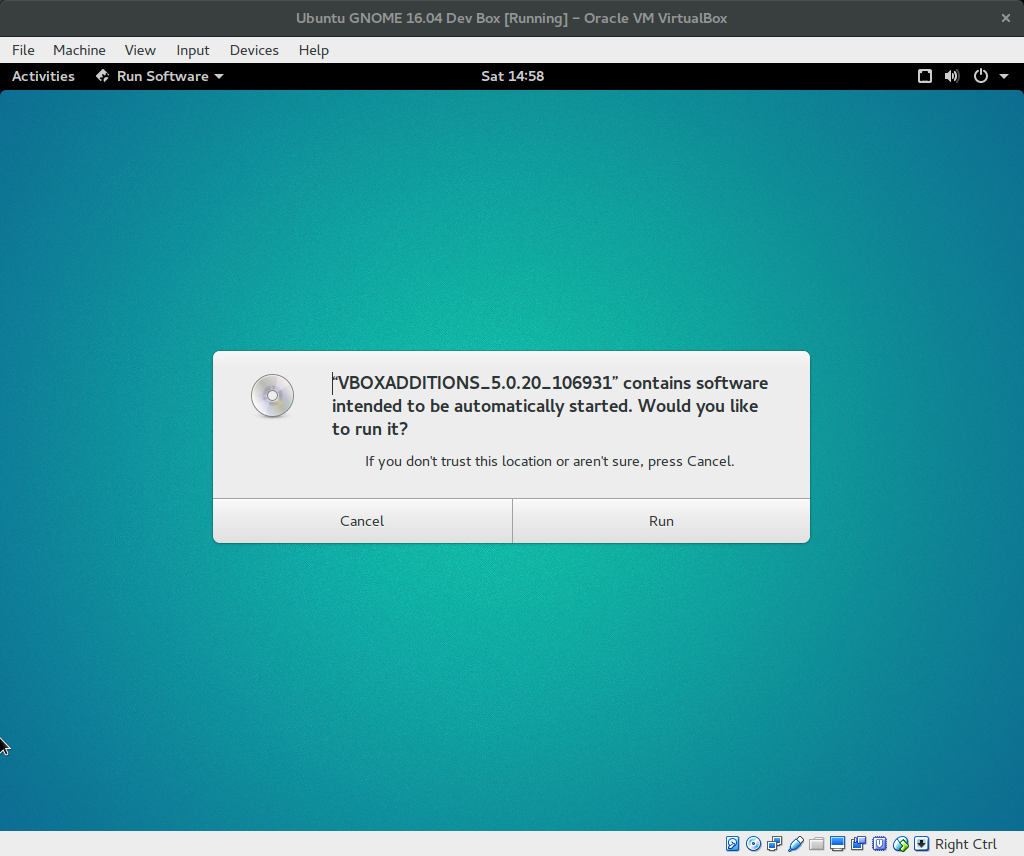 Ubuntu GNOME 16.04 Dev Box [Running] – Oracle VM VirtualBox
File Machine View Input Devices Help
Activities Run Software Sat 14:58
“VBOXADDITIONS_5.0.20_106931” contains software
intended to be automatically started. Would you like
to run it?
If you don't trust this location or aren't sure, press Cancel.
Cancel Run
Right Ctrl